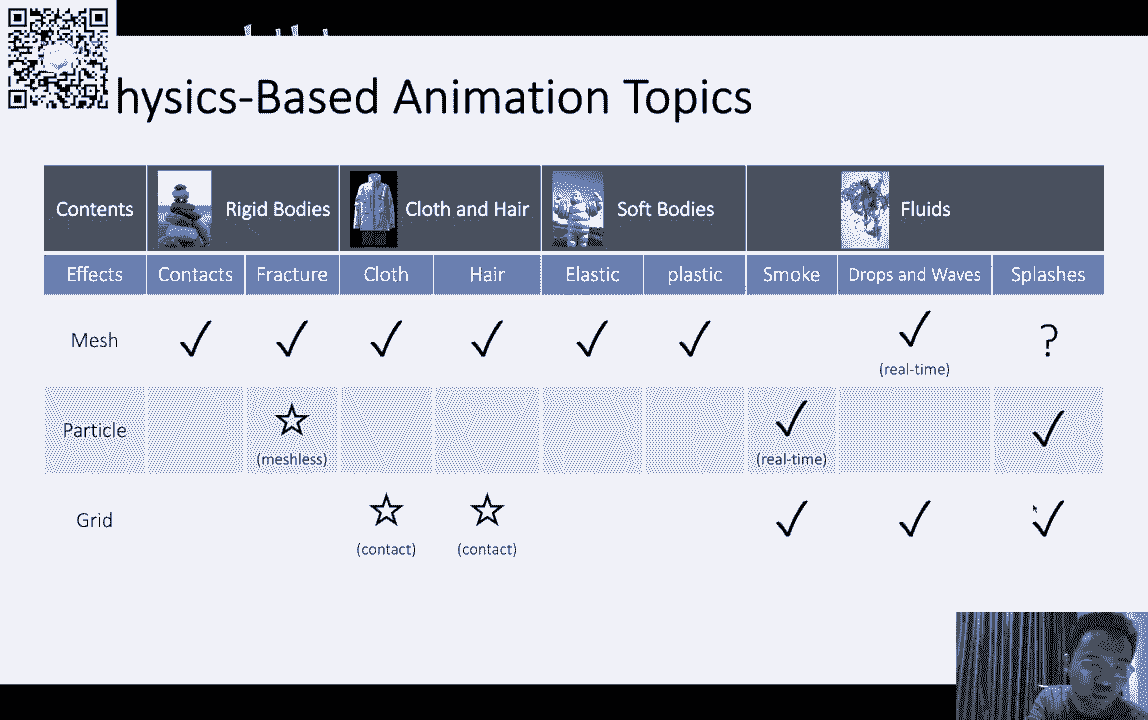 hysics-Based Animation Topics
Contents Rigid Bodies Cloth and Hair Soft Bodies Fluids
Effects Contacts Fracture Cloth Hair Elastic plastic Smoke Drops and Waves Splashes
Mesh ✓ ✓ ✓ ✓ ✓ ✓ ✓ ?
(real-time)
Particle ☆ ✓ ✓
(meshless) (real-time)
Grid ☆ ☆ ✓ ✓ ✓
(contact) (contact)